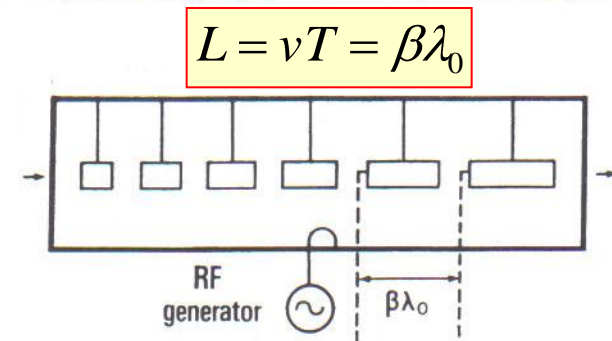 L = vT = βλ₀
RF
generator
βλ₀